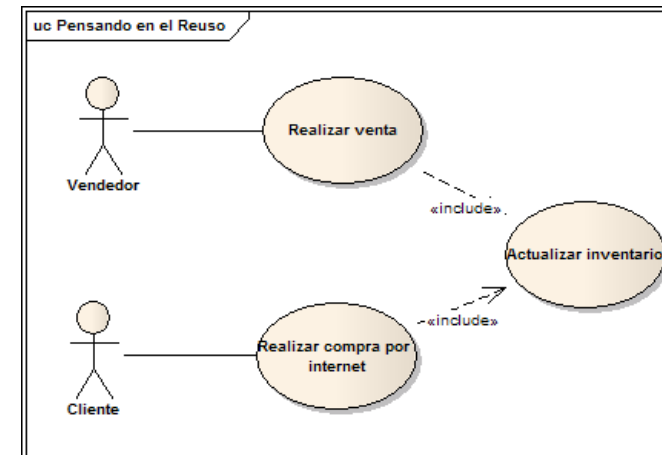 uc Pensando en el Reuso
Realizar venta
Vendedor
«include»
Actualizar inventario
«include»
Realizar compra por
internet
Cliente